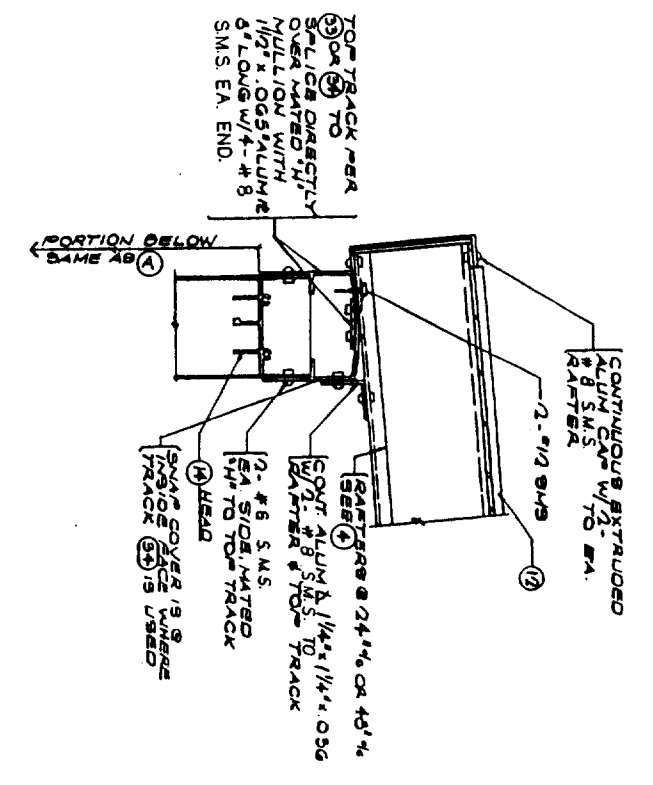 TOP TRACK PER
33 OR 34 TO
SPLICE DIRECTLY
OVER MATED "H"
MULLION WITH
1 1/2" x .065" ALUM ℞
8" LONG W/ 4 - #8
S.M.S. EA. END.
PORTION BELOW
SAME AS A
CONTINUOUS EXTRUDED
ALUM CAP W/ 2-
#8 S.M.S. TO EA.
RAFTER
2 - #12 SMS
12
RAFTERS @ 24" % OR 48" %
SEE 4
CONT. ALUM ∠ 1 1/4" x 1 1/4" x .036
W/ 2 - #8 S.M.S. TO
RAFTER & TOP TRACK
2 - #6 S.M.S.
EA. SIDE, MATED
"H" TO TOP TRACK
14 HEAD
SNAP COVER IS @
INSIDE FACE WHERE
TRACK 34 IS USED